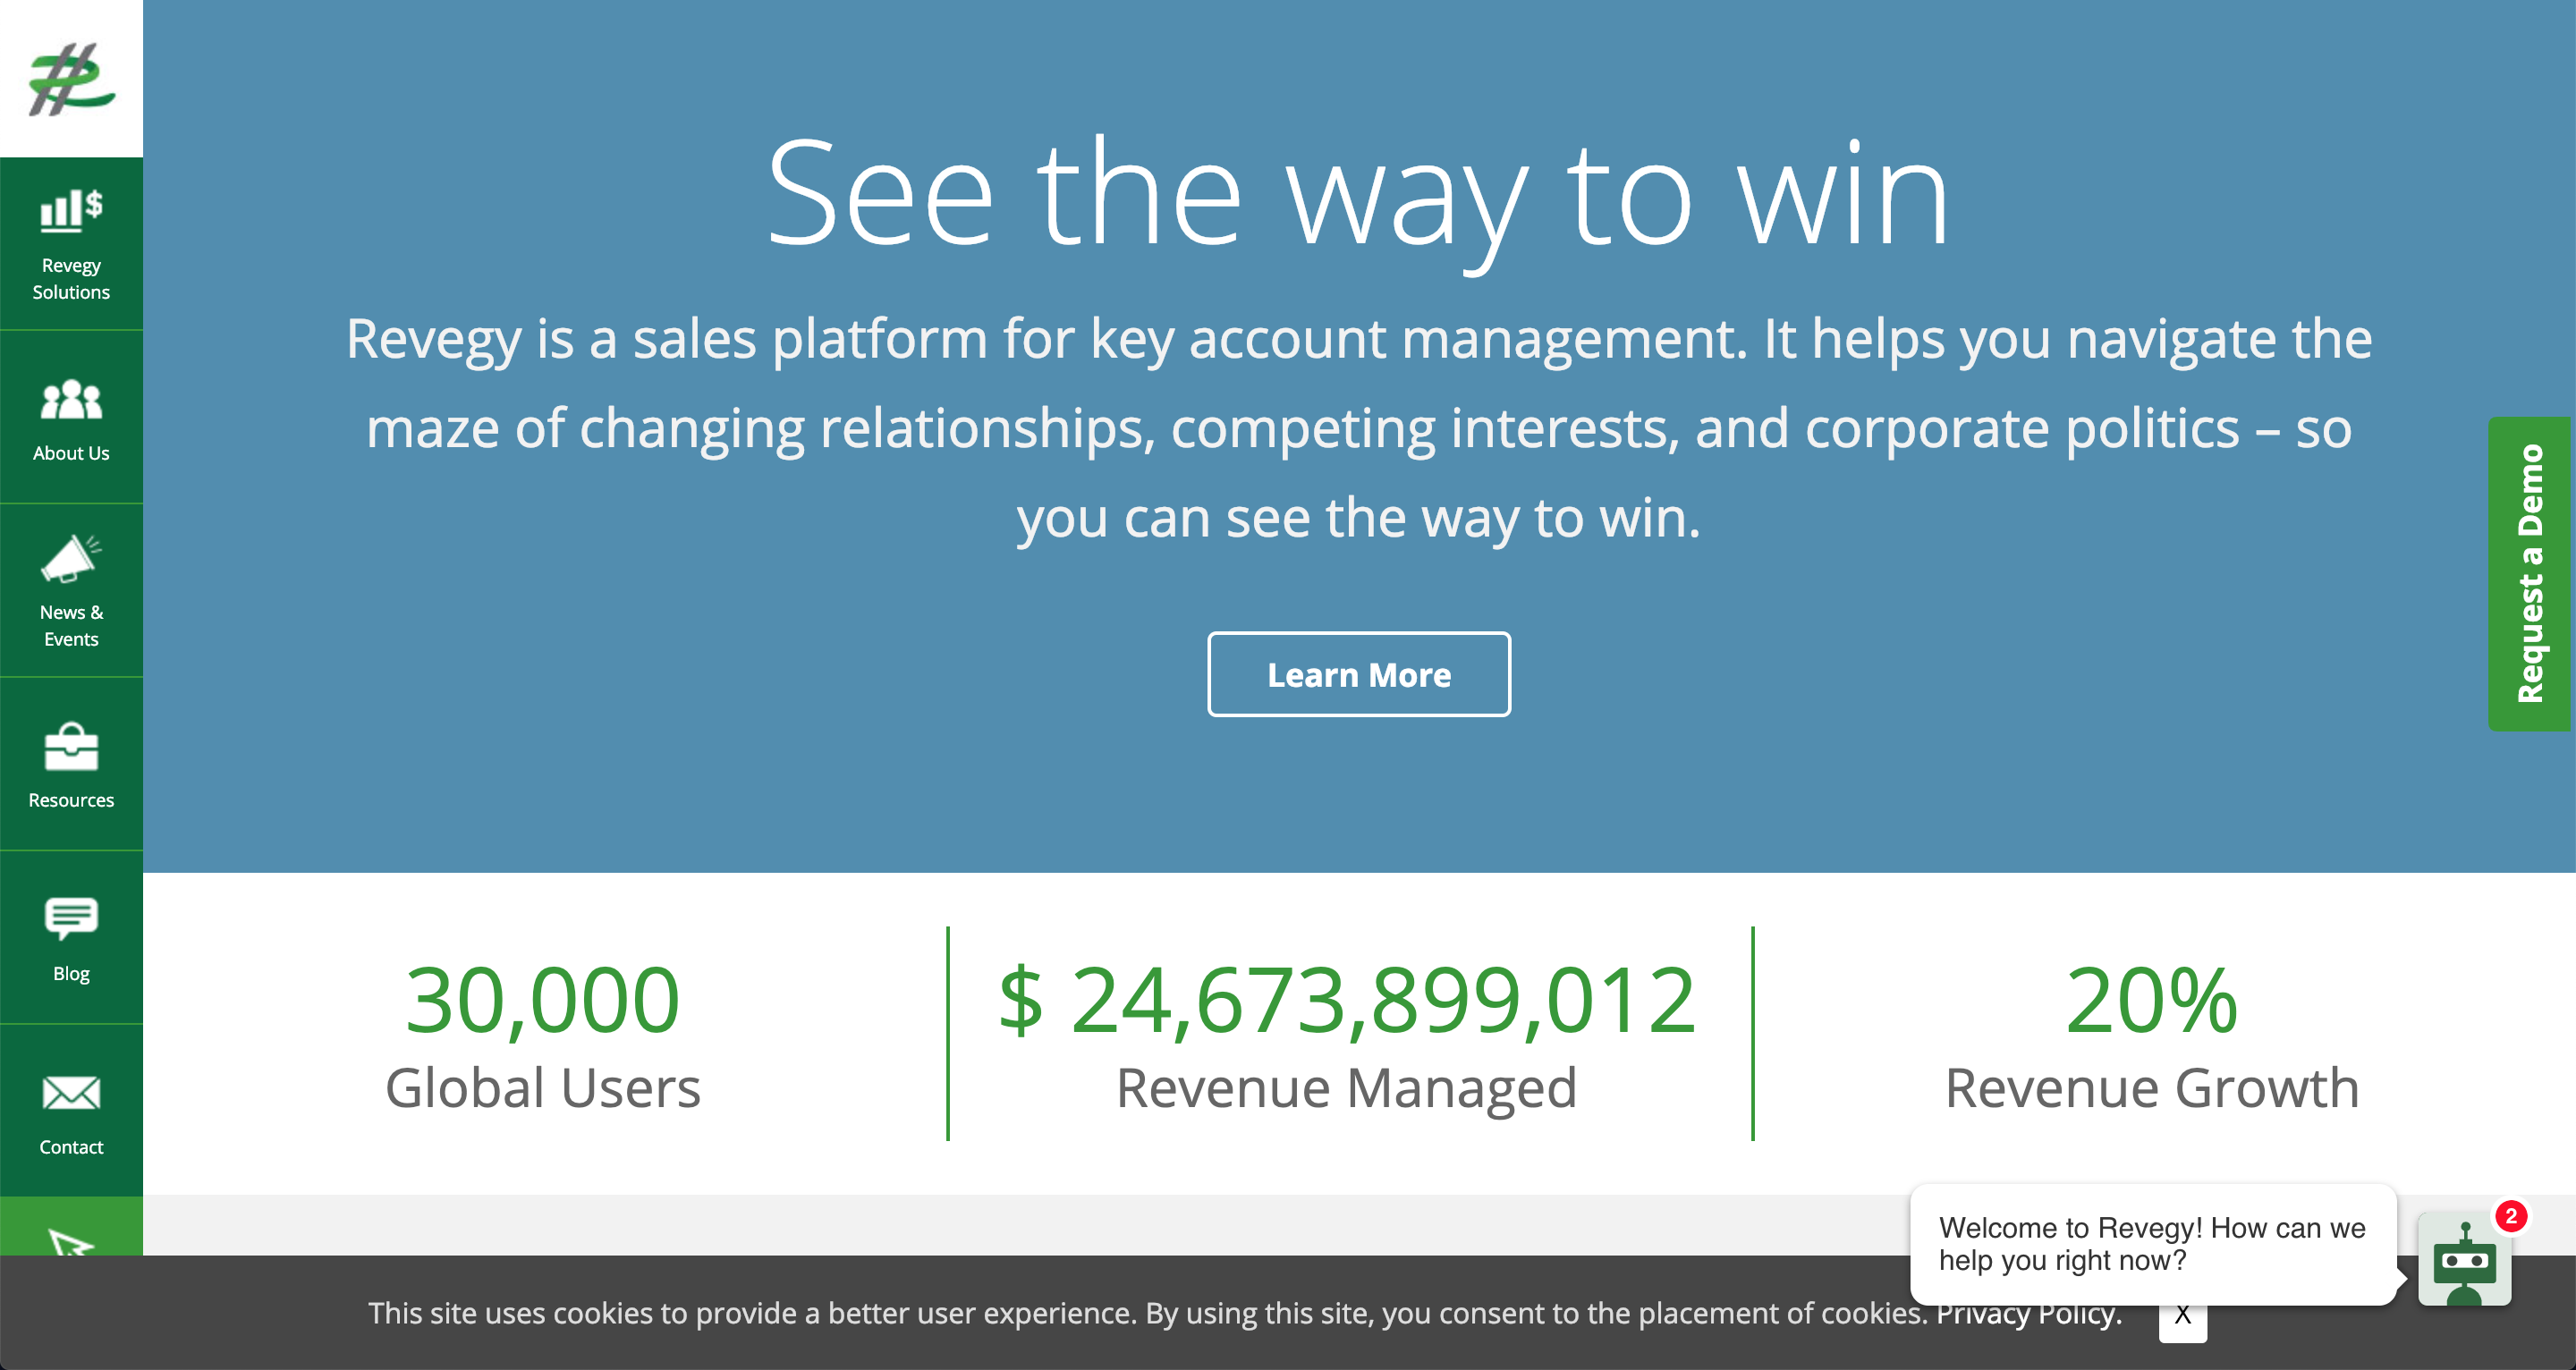 Revegy
Solutions
About Us
News &
Events
Resources
Blog
Contact
See the way to win
Revegy is a sales platform for key account management. It helps you navigate the
maze of changing relationships, competing interests, and corporate politics – so
you can see the way to win.
Learn More
Request a Demo
30,000
Global Users
$ 24,673,899,012
Revenue Managed
20%
Revenue Growth
Welcome to Revegy! How can we
help you right now?
2
This site uses cookies to provide a better user experience. By using this site, you consent to the placement of cookies. Privacy Policy.
X